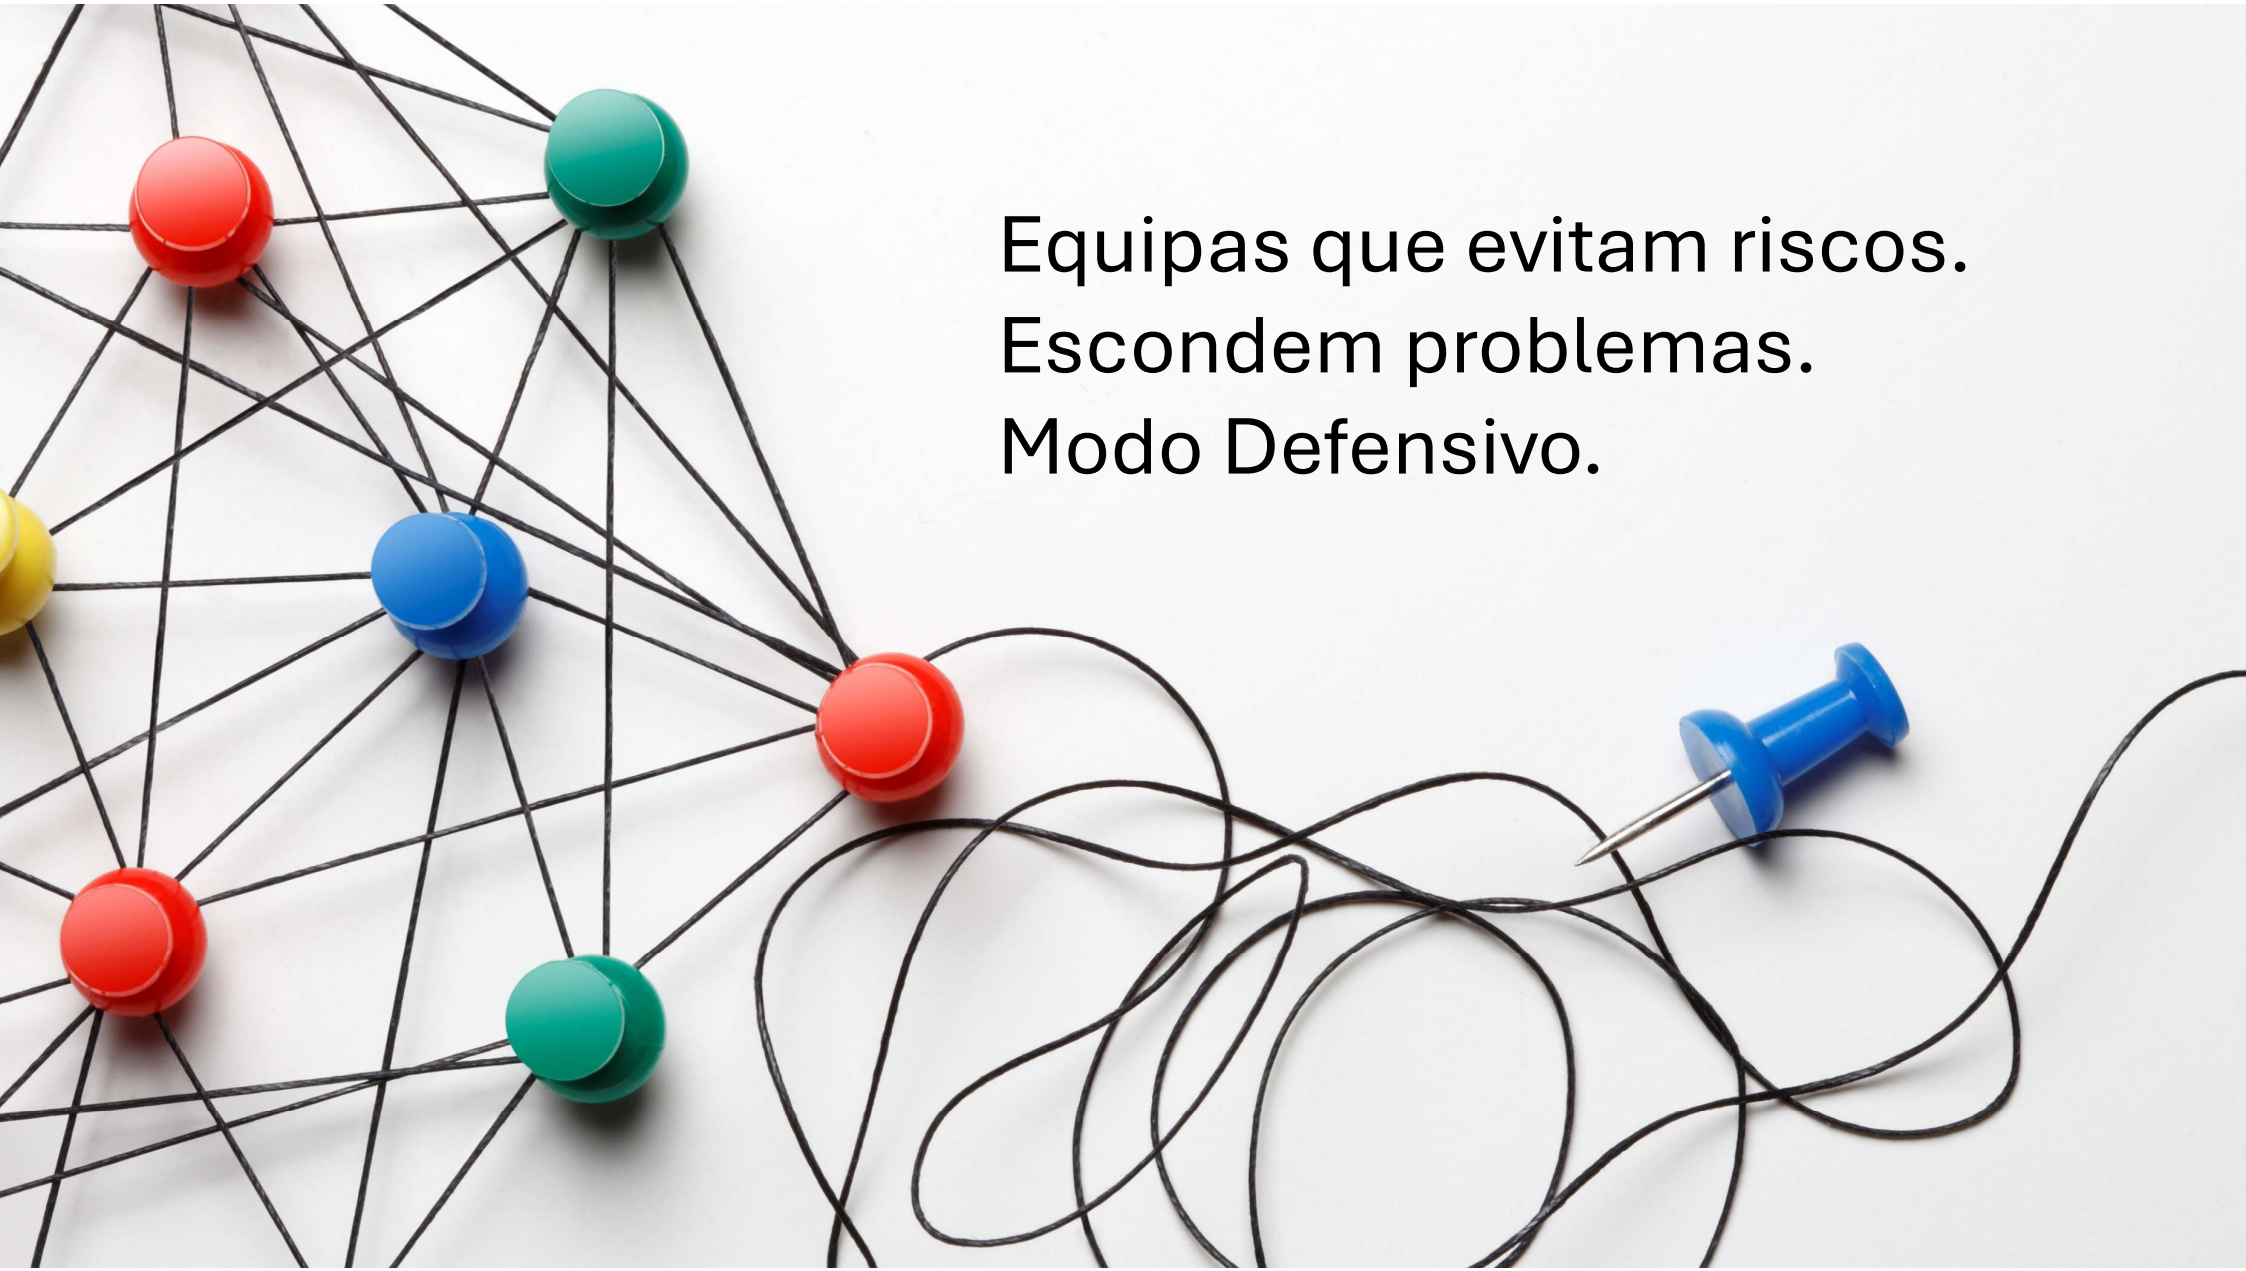 Equipas que evitam riscos.
Escondem problemas.
Modo Defensivo.